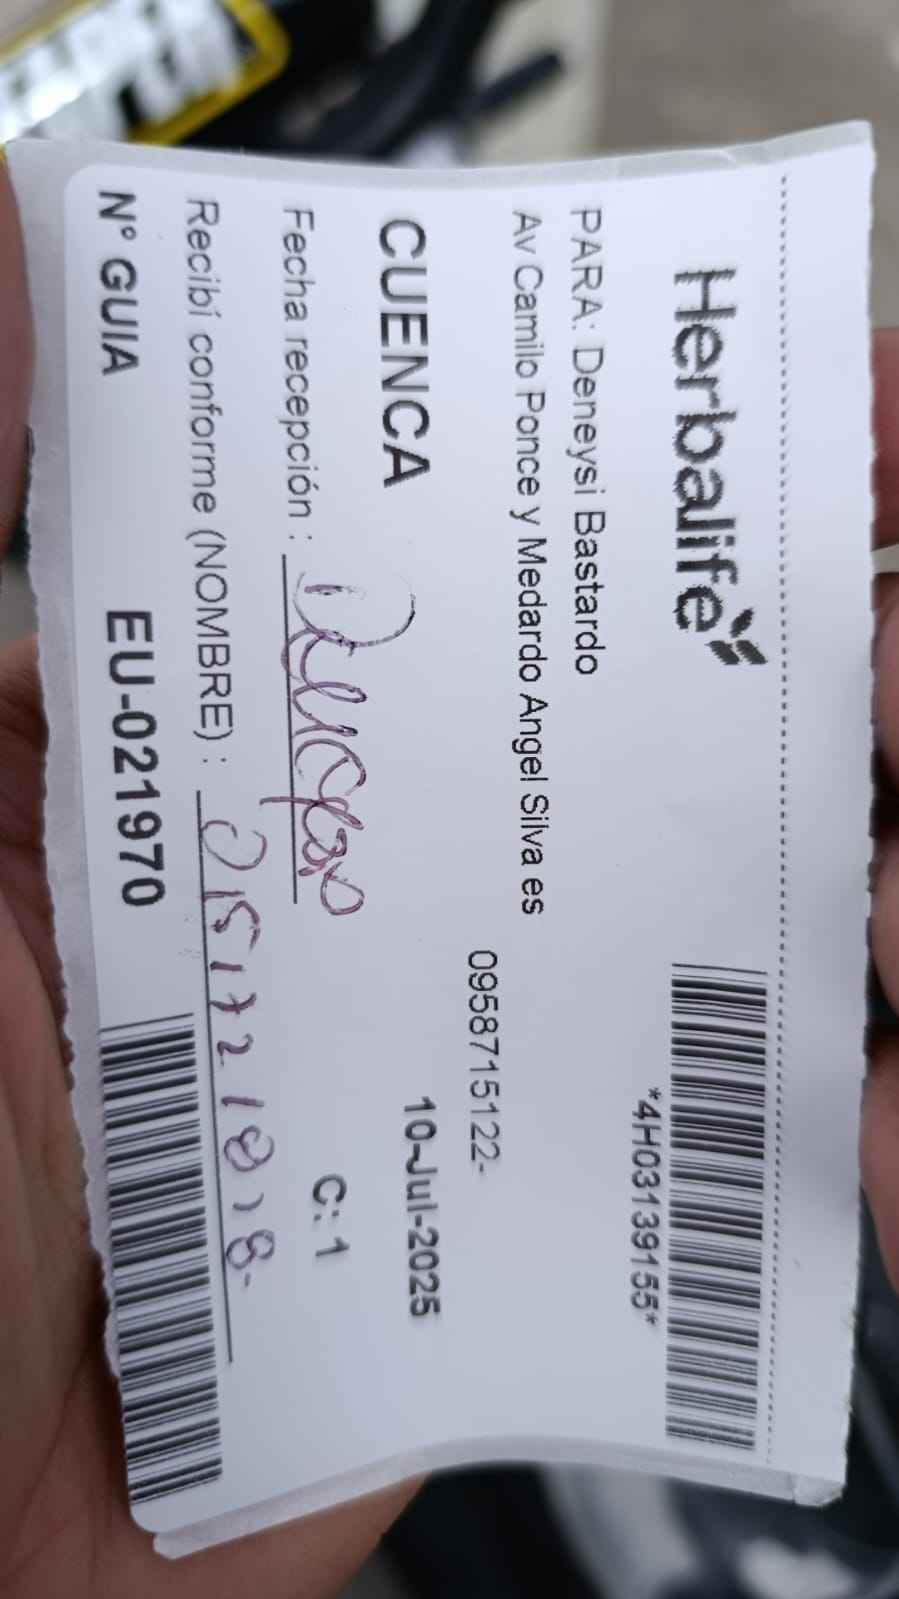 Herbalife
*4H03139155*
PARA: Deneysi Bastardo
Av Camilo Ponce y Medardo Angel Silva es
0958715122-
CUENCA 10-Jul-2025
Fecha recepción : C: 1
Recibí conforme (NOMBRE) :
N° GUIA EU-021970